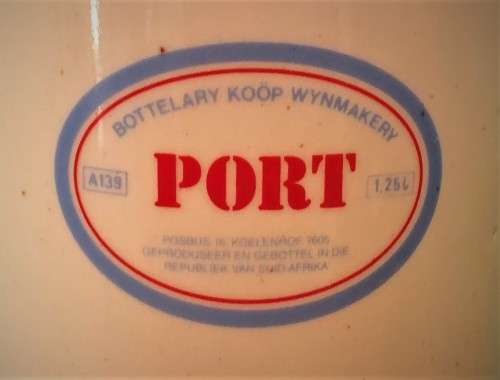 BOTTELARY KOÖP WYNMAKERY
A139
PORT
1,25ℓ
POSBUS 16, KOELENHOF 7605
GEPRODUSEER EN GEBOTTEL IN DIE
REPUBLIEK VAN SUID-AFRIKA